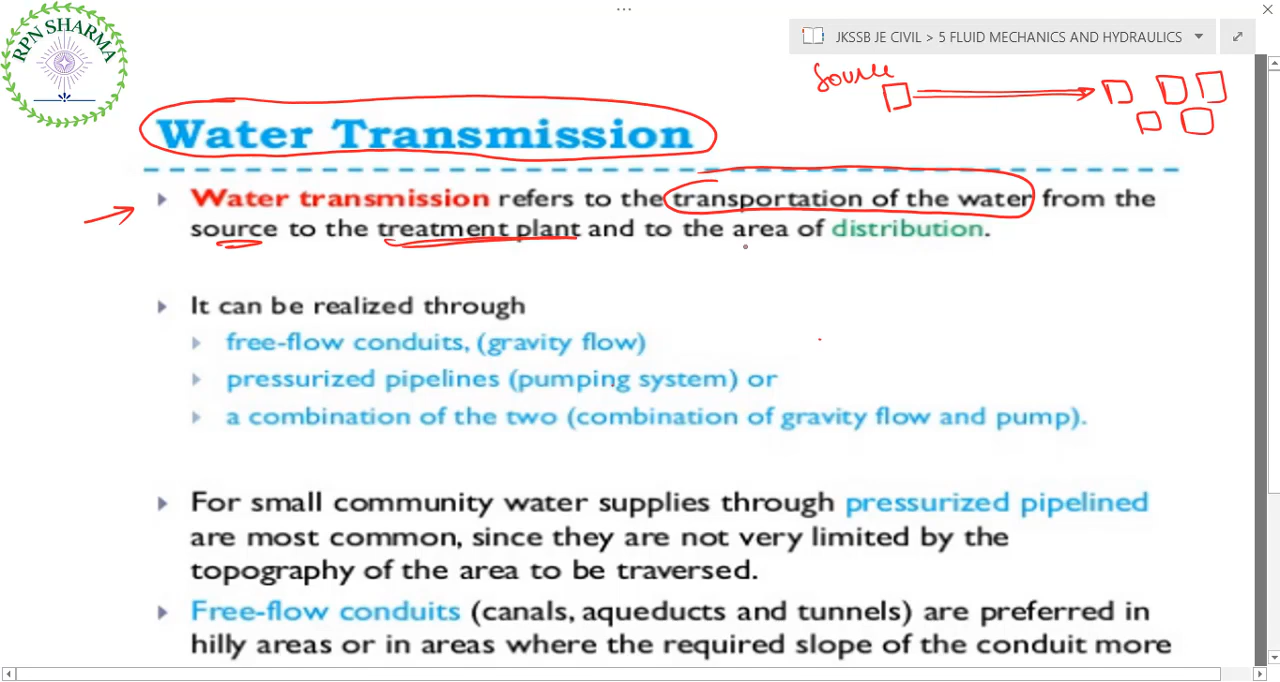 RPN SHARMA
JKSSB JE CIVIL > 5 FLUID MECHANICS AND HYDRAULICS
Source
Water Transmission
Water transmission refers to the transportation of the water from the
source to the treatment plant and to the area of distribution.
It can be realized through
free-flow conduits, (gravity flow)
pressurized pipelines (pumping system) or
a combination of the two (combination of gravity flow and pump).
For small community water supplies through pressurized pipelined
are most common, since they are not very limited by the
topography of the area to be traversed.
Free-flow conduits (canals, aqueducts and tunnels) are preferred in
hilly areas or in areas where the required slope of the conduit more